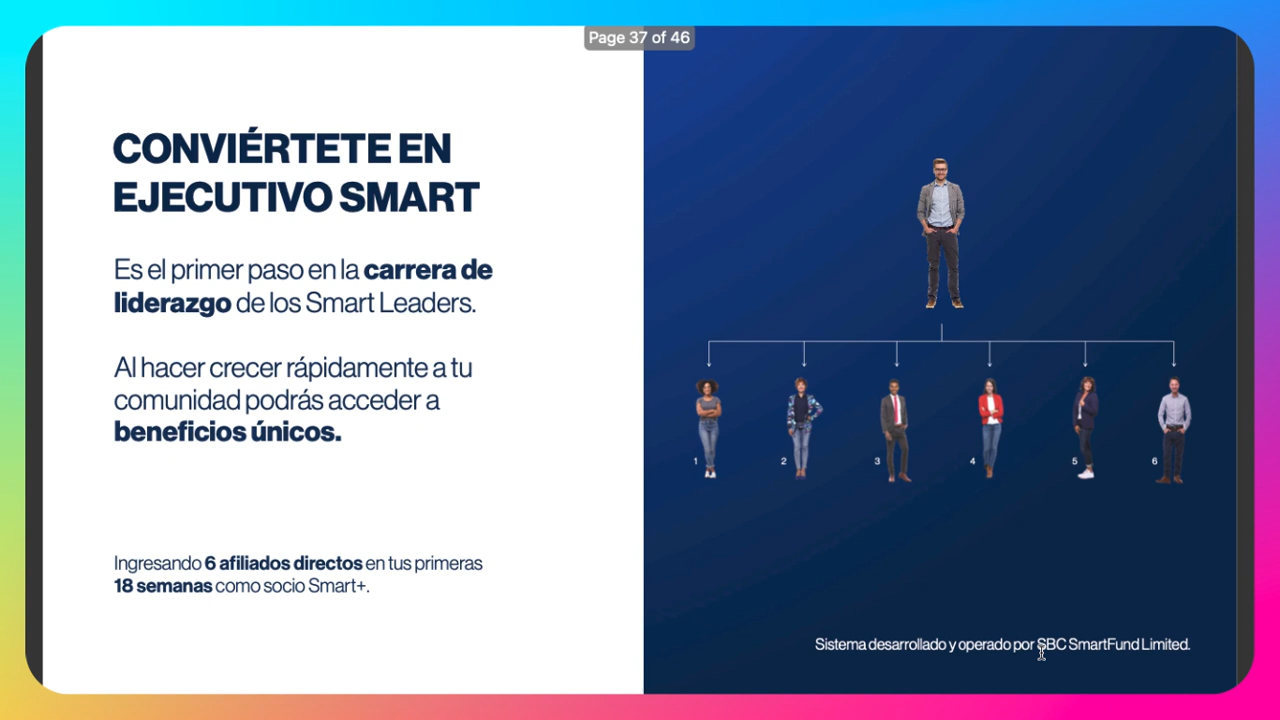 Page 37 of 46
CONVIÉRTETE EN
EJECUTIVO SMART
Es el primer paso en la carrera de
liderazgo de los Smart Leaders.
Al hacer crecer rápidamente a tu
comunidad podrás acceder a
beneficios únicos.
Ingresando 6 afiliados directos en tus primeras
18 semanas como socio Smart+.
1
2
3
4
5
6
Sistema desarrollado y operado por SBC SmartFund Limited.